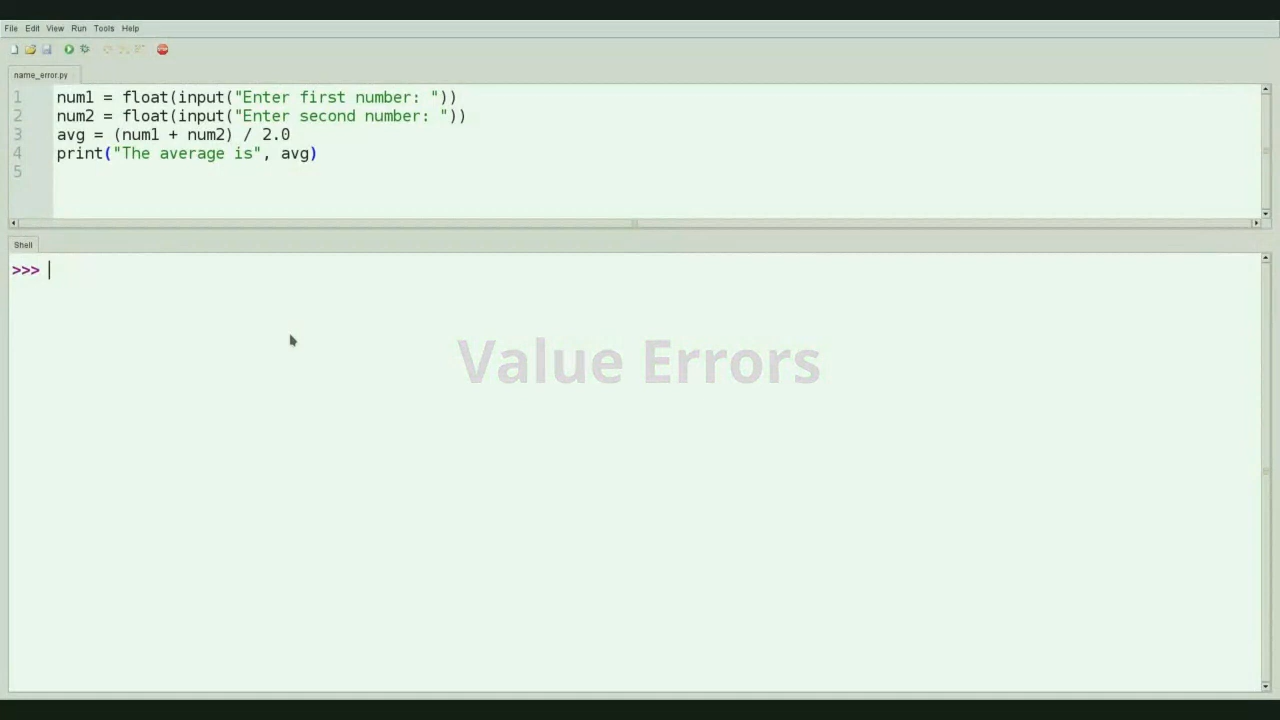 File Edit View Run Tools Help
STOP
name_error.py
1 num1 = float(input("Enter first number: "))
2 num2 = float(input("Enter second number: "))
3 avg = (num1 + num2) / 2.0
4 print("The average is", avg)
5
Shell
>>>
Value Errors